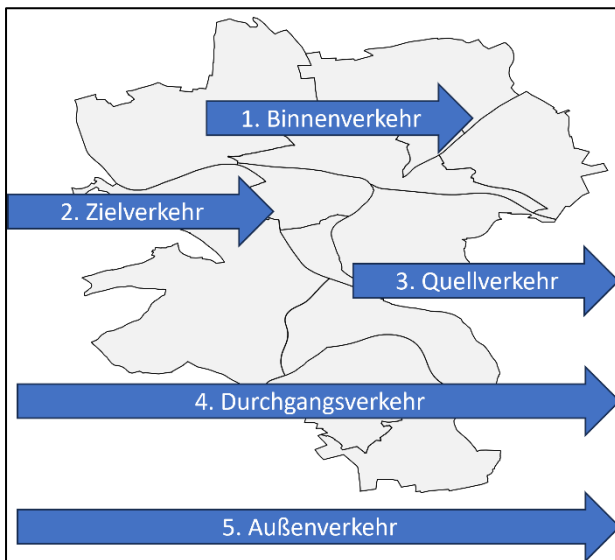 1. Binnenverkehr
2. Zielverkehr
3. Quellverkehr
4. Durchgangsverkehr
5. Außenverkehr